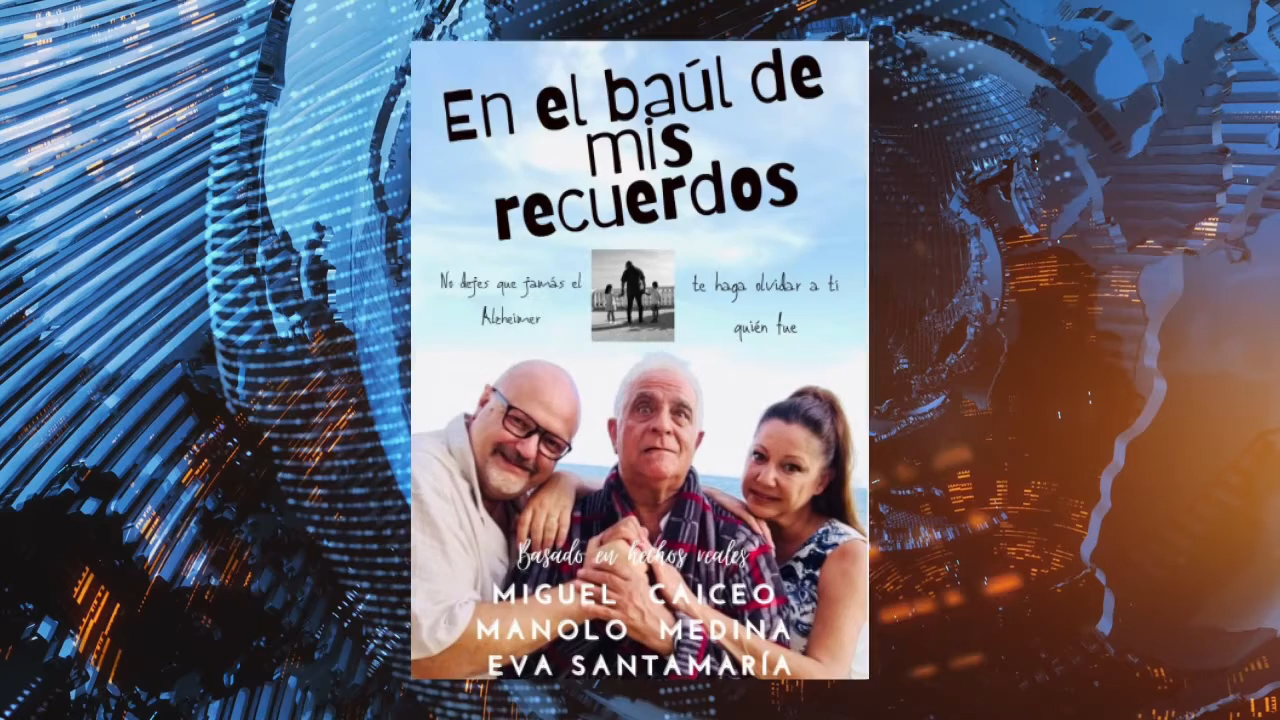 En el baúl de
mis
recuerdos
No dejes que jamás el
Alzheimer
te haga olvidar a ti
quién fue
Basado en hechos reales
MIGUEL CAICEO
MANOLO MEDINA
EVA SANTAMARÍA